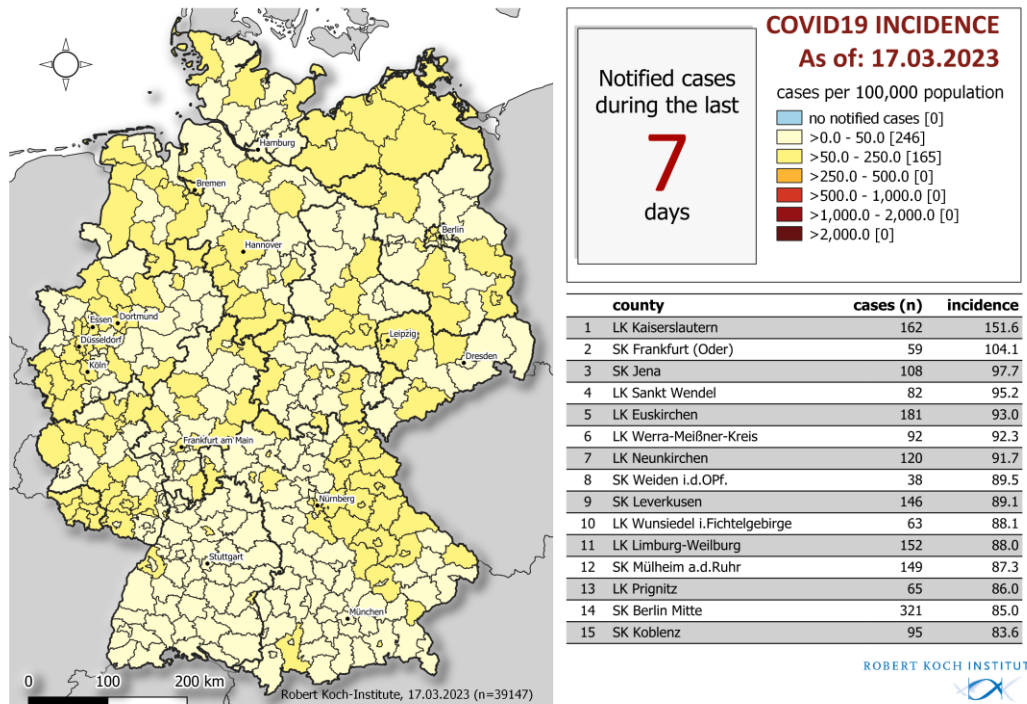 Hamburg
Bremen
Berlin
Hannover
Essen
Dortmund
Düsseldorf
Köln
Leipzig
Dresden
Frankfurt am Main
Nürnberg
Stuttgart
München
0 100 200 km
Robert Koch-Institute, 17.03.2023 (n=39147)
Notified cases
during the last
7
days
COVID19 INCIDENCE
As of: 17.03.2023
cases per 100,000 population
no notified cases [0]
>0.0 - 50.0 [246]
>50.0 - 250.0 [165]
>250.0 - 500.0 [0]
>500.0 - 1,000.0 [0]
>1,000.0 - 2,000.0 [0]
>2,000.0 [0]
county cases (n) incidence
1 LK Kaiserslautern 162 151.6
2 SK Frankfurt (Oder) 59 104.1
3 SK Jena 108 97.7
4 LK Sankt Wendel 82 95.2
5 LK Euskirchen 181 93.0
6 LK Werra-Meißner-Kreis 92 92.3
7 LK Neunkirchen 120 91.7
8 SK Weiden i.d.OPf. 38 89.5
9 SK Leverkusen 146 89.1
10 LK Wunsiedel i.Fichtelgebirge 63 88.1
11 LK Limburg-Weilburg 152 88.0
12 SK Mülheim a.d.Ruhr 149 87.3
13 LK Prignitz 65 86.0
14 SK Berlin Mitte 321 85.0
15 SK Koblenz 95 83.6
ROBERT KOCH INSTITUT